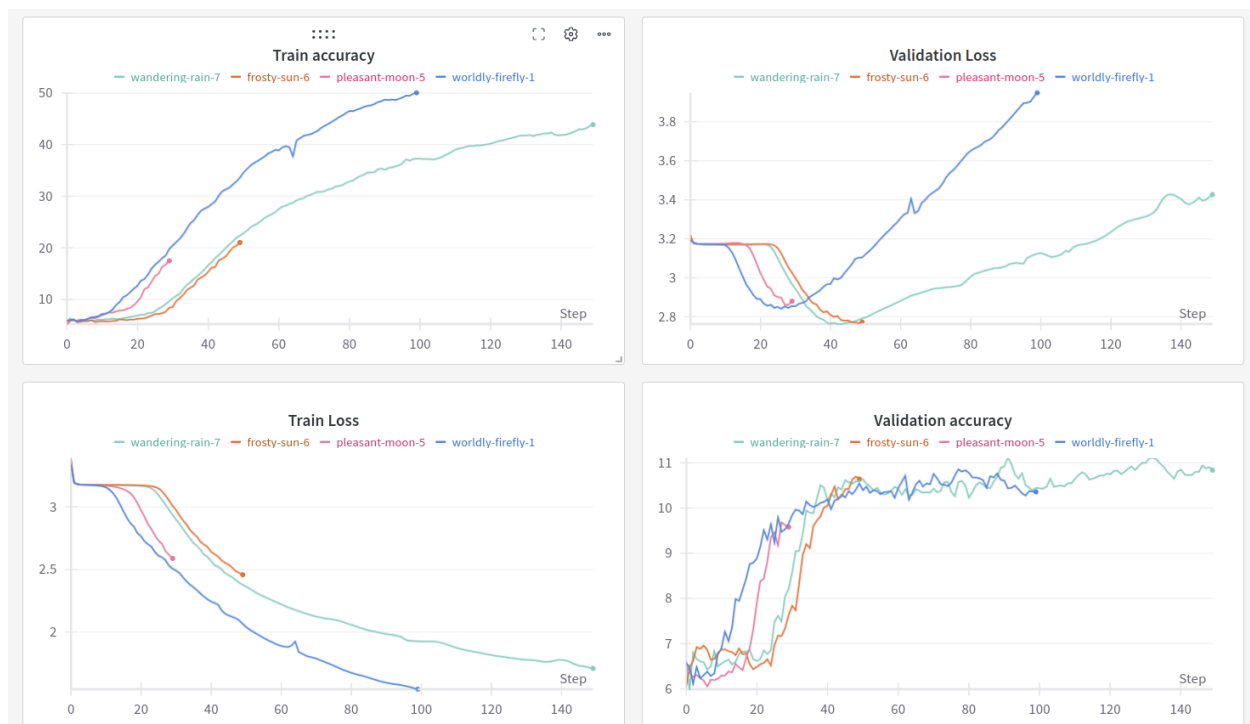 Train accuracy
wandering-rain-7 frosty-sun-6 pleasant-moon-5 worldly-firefly-1
50
40
30
20
10
Step
0 20 40 60 80 100 120 140
Validation Loss
wandering-rain-7 frosty-sun-6 pleasant-moon-5 worldly-firefly-1
3.8
3.6
3.4
3.2
3
2.8
Step
0 20 40 60 80 100 120 140
Train Loss
wandering-rain-7 frosty-sun-6 pleasant-moon-5 worldly-firefly-1
3
2.5
2
Step
0 20 40 60 80 100 120 140
Validation accuracy
wandering-rain-7 frosty-sun-6 pleasant-moon-5 worldly-firefly-1
11
10
9
8
7
6
Step
0 20 40 60 80 100 120 140